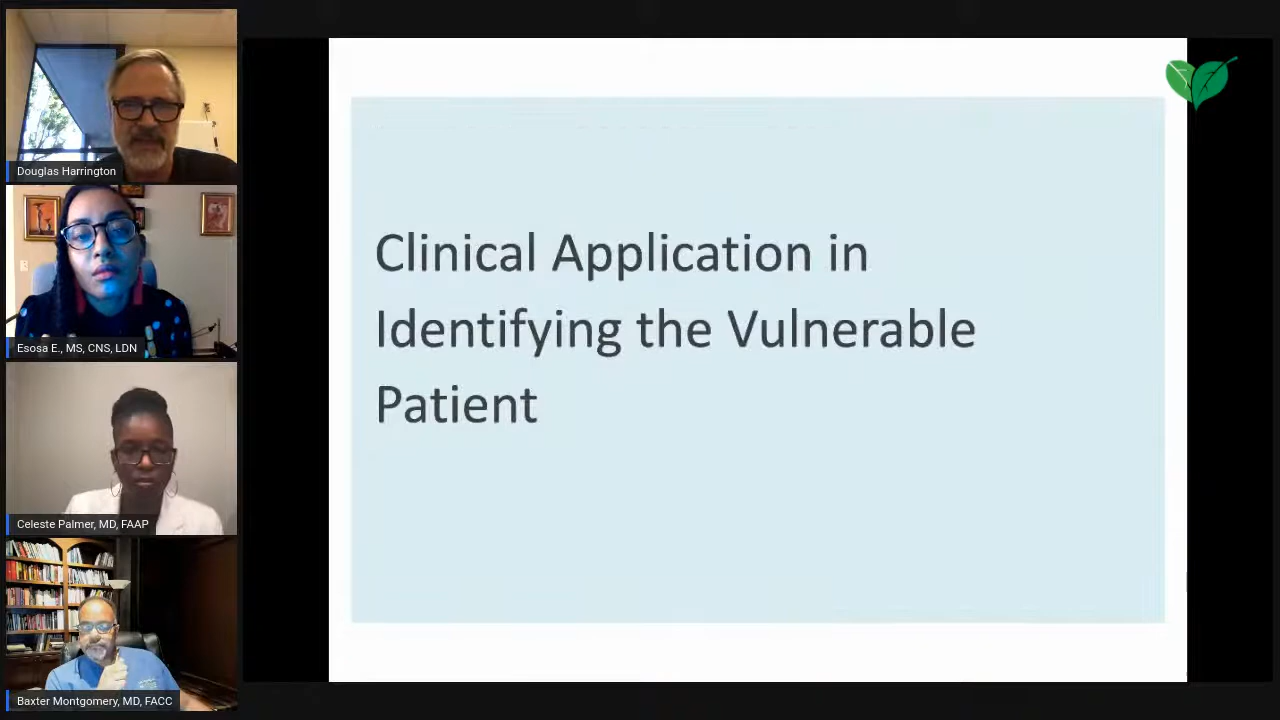 Douglas Harrington
Esosa E., MS, CNS, LDN
Celeste Palmer, MD, FAAP
Baxter Montgomery, MD, FACC
Clinical Application in
Identifying the Vulnerable
Patient